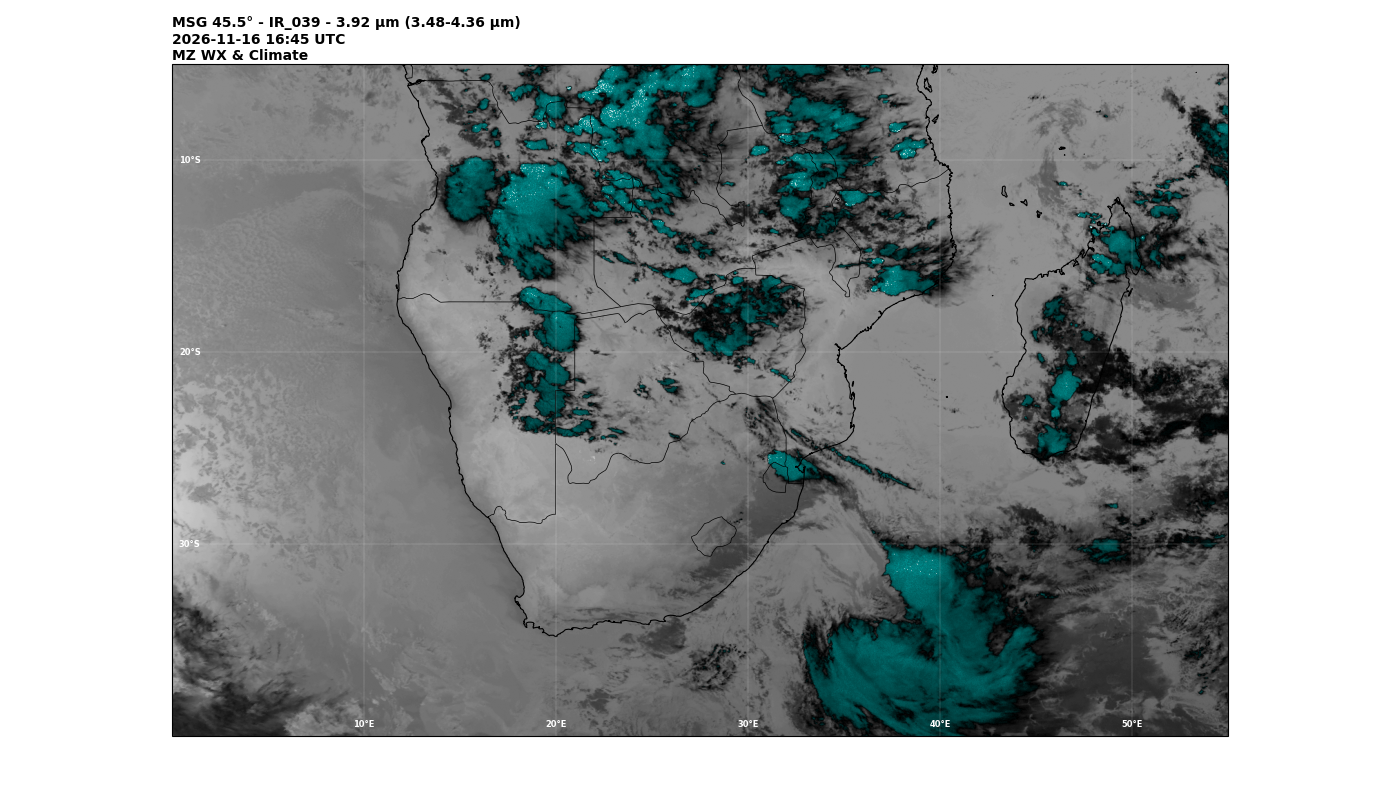 MSG 45.5° - IR_039 - 3.92 µm (3.48-4.36 µm)
2026-11-16 16:45 UTC
MZ WX & Climate
10°S
20°S
30°S
10°E
20°E
30°E
40°E
50°E